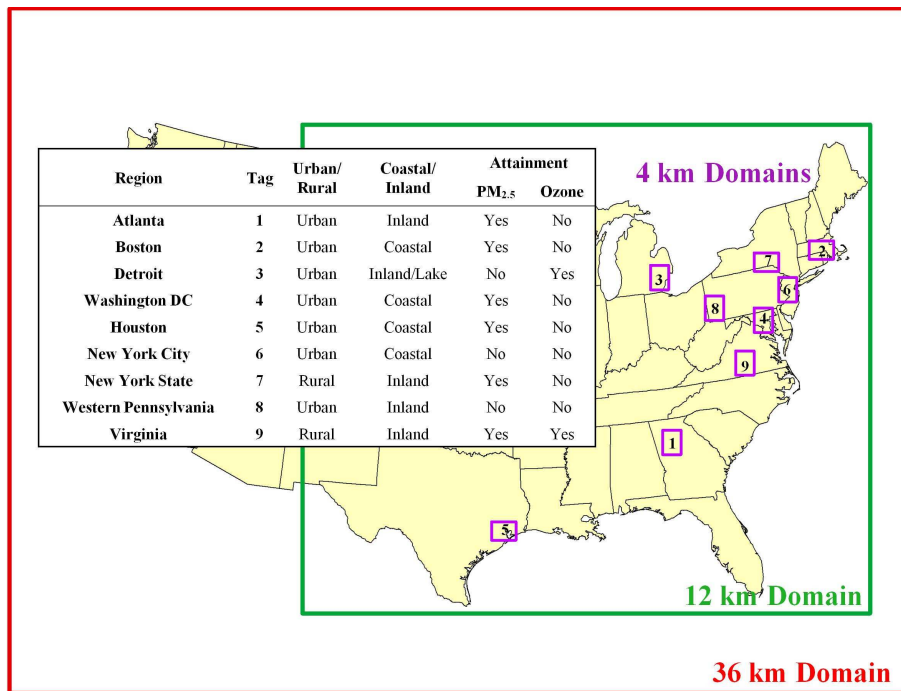 4 km Domains
Region Tag Urban/Rural Coastal/Inland Attainment
PM2.5 Ozone
Atlanta 1 Urban Inland Yes No
Boston 2 Urban Coastal Yes No
Detroit 3 Urban Inland/Lake No Yes
Washington DC 4 Urban Coastal Yes No
Houston 5 Urban Coastal Yes No
New York City 6 Urban Coastal No No
New York State 7 Rural Inland Yes No
Western Pennsylvania 8 Urban Inland No No
Virginia 9 Rural Inland Yes Yes
2
7
3
6
8
4
9
1
5
12 km Domain
36 km Domain